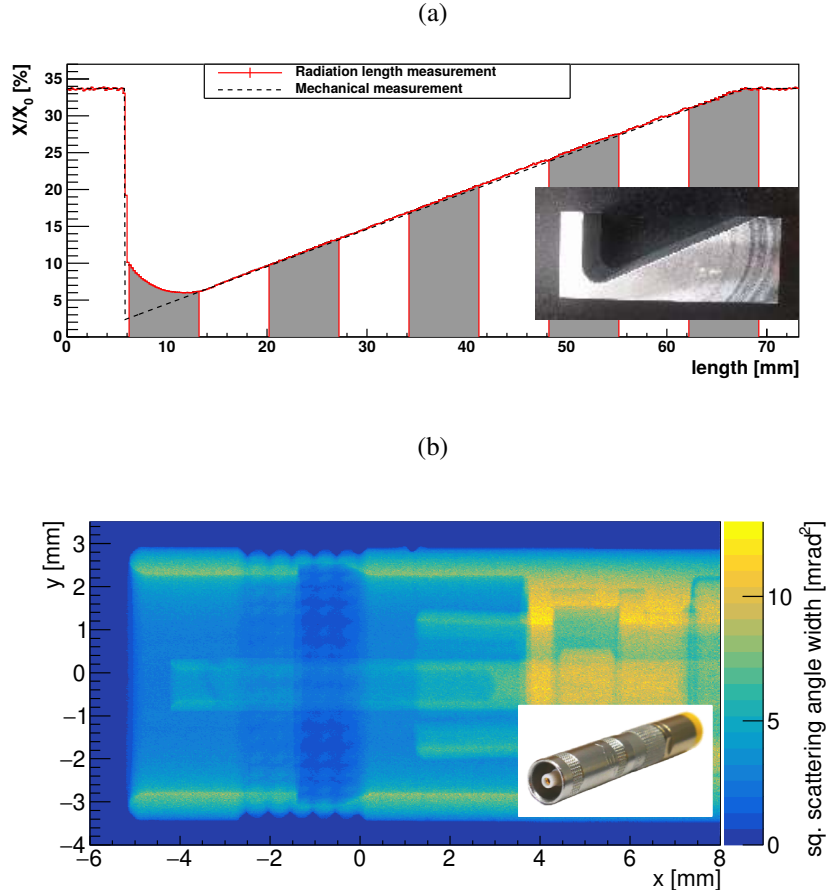 (a)
X/X0 [%]
35
30
25
20
15
10
5
0
Radiation length measurement
Mechanical measurement
0 10 20 30 40 50 60 70
length [mm]
(b)
y [mm]
3
2
1
0
−1
−2
−3
−4
−6 −4 −2 0 2 4 6 8
x [mm]
10
5
0
sq. scattering angle width [mrad²]